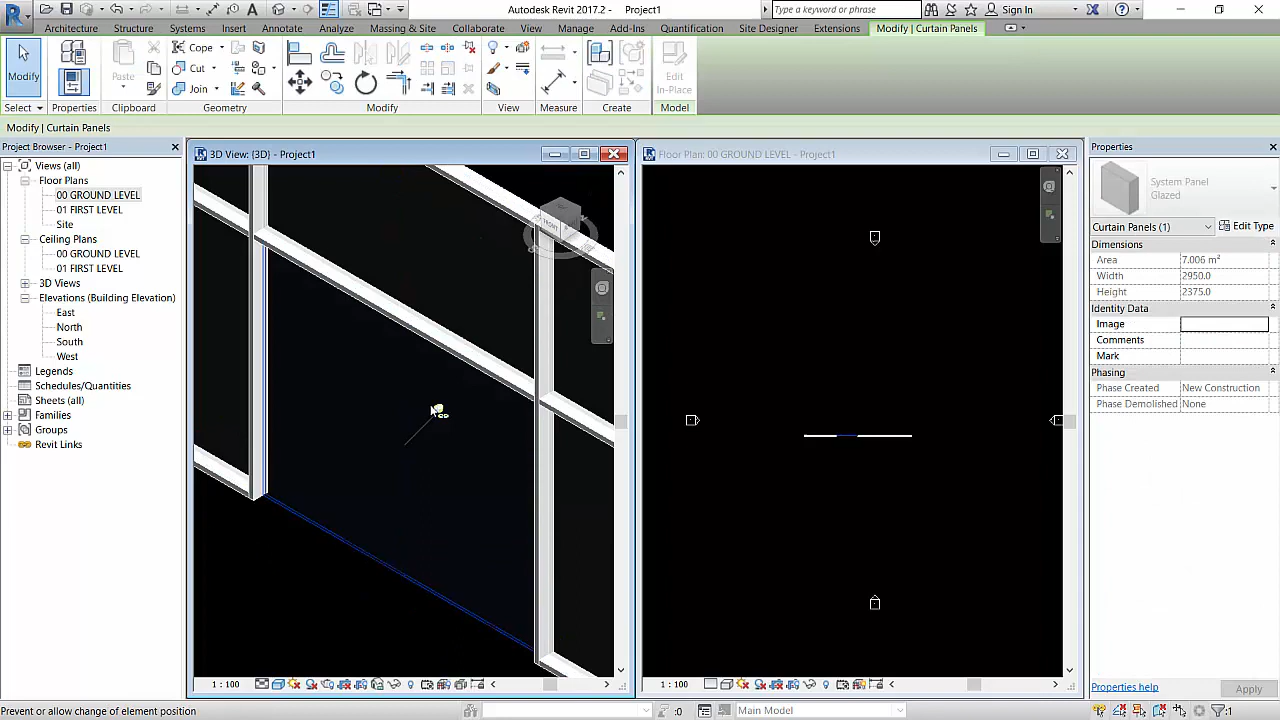 Autodesk Revit 2017.2 - Project1
Type a keyword or phrase
Sign In
Architecture Structure Systems Insert Annotate Analyze Massing & Site Collaborate View Manage Add-Ins Quantification Site Designer Extensions Modify | Curtain Panels
Modify
Paste
Cope
Cut
Join
Edit
In-Place
Select Properties Clipboard Geometry Modify View Measure Create Model
Modify | Curtain Panels
Project Browser - Project1
Views (all)
Floor Plans
00 GROUND LEVEL
01 FIRST LEVEL
Site
Ceiling Plans
00 GROUND LEVEL
01 FIRST LEVEL
3D Views
Elevations (Building Elevation)
East
North
South
West
Legends
Schedules/Quantities
Sheets (all)
Families
Groups
Revit Links
3D View: {3D} - Project1
FRONT
1 : 100
Floor Plan: 00 GROUND LEVEL - Project1
1 : 100
Properties
System Panel
Glazed
Curtain Panels (1)
Edit Type
Dimensions
Area 7.006 m²
Width 2950.0
Height 2375.0
Identity Data
Image
Comments
Mark
Phasing
Phase Created New Construction
Phase Demolished None
Properties help
Apply
Prevent or allow change of element position
:0
Main Model
:1